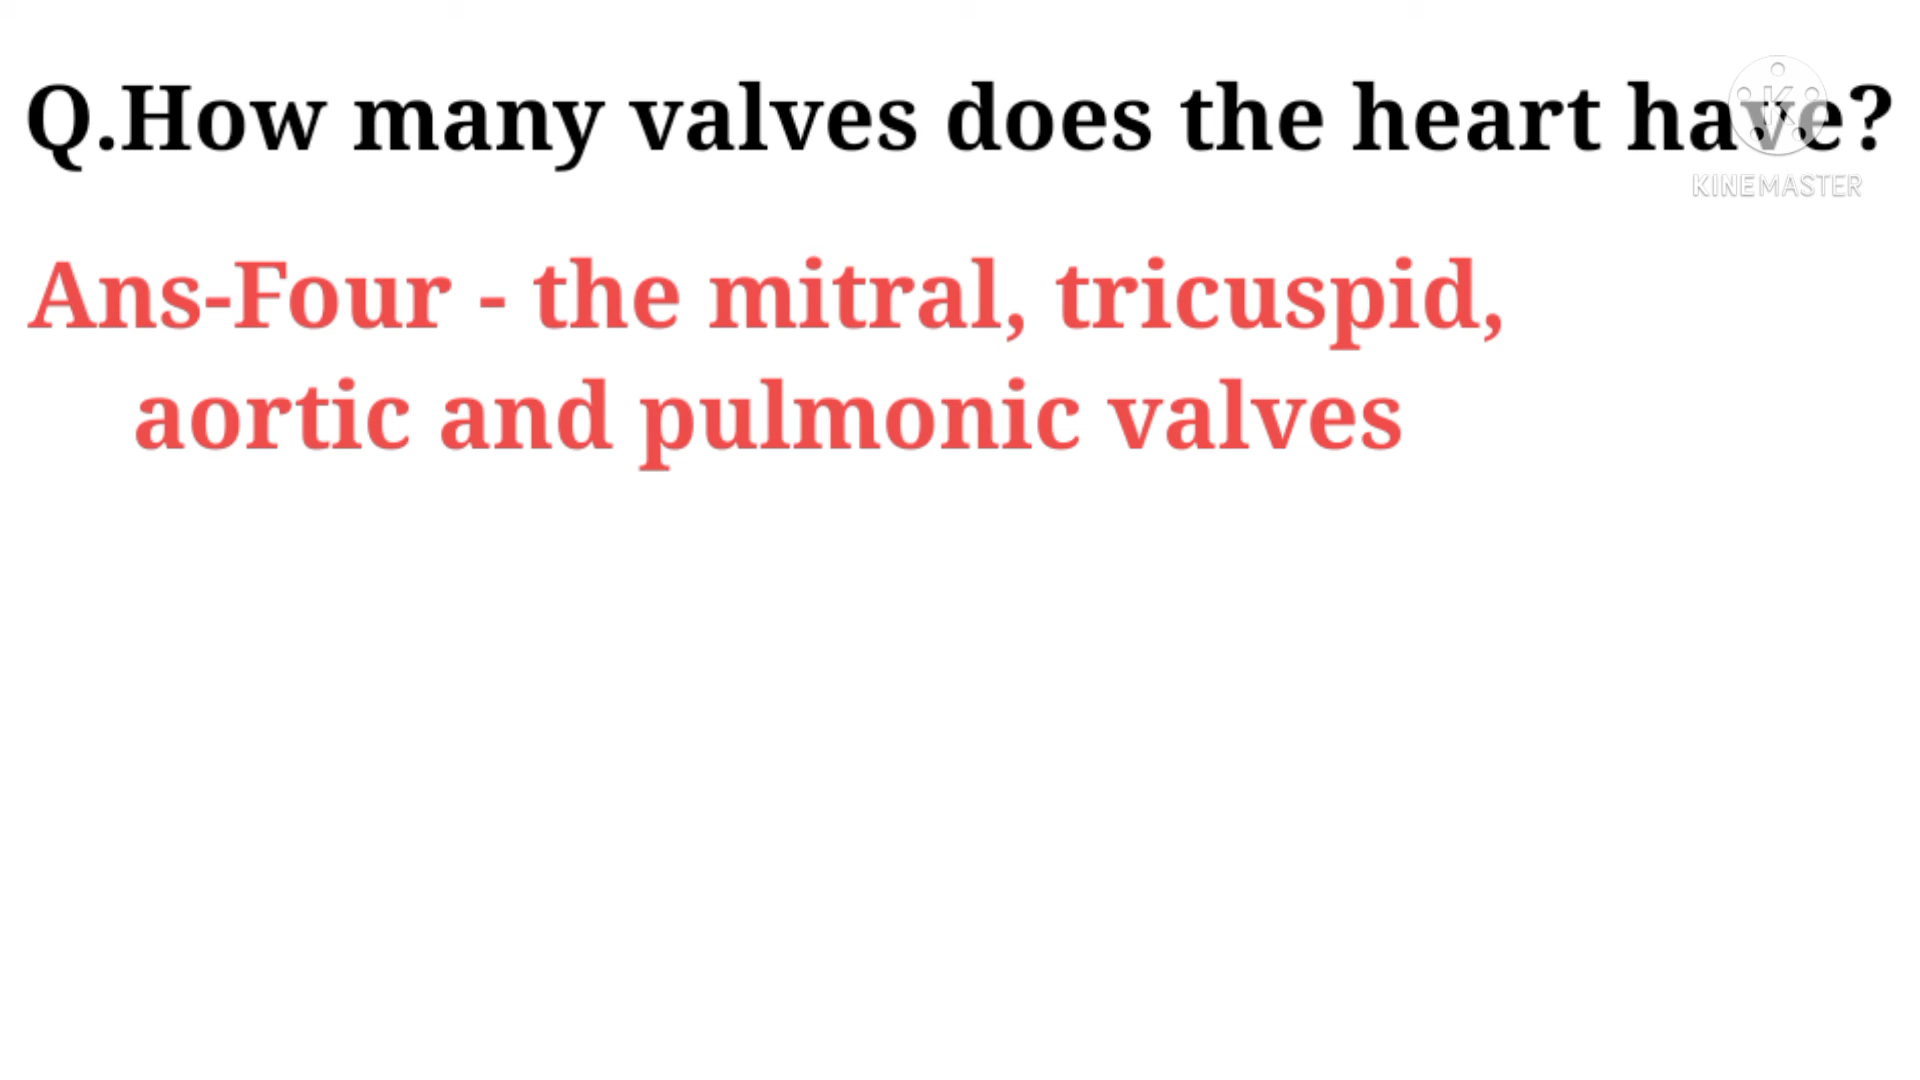 Q.How many valves does the heart have?
KINEMASTER
Ans-Four - the mitral, tricuspid,
aortic and pulmonic valves